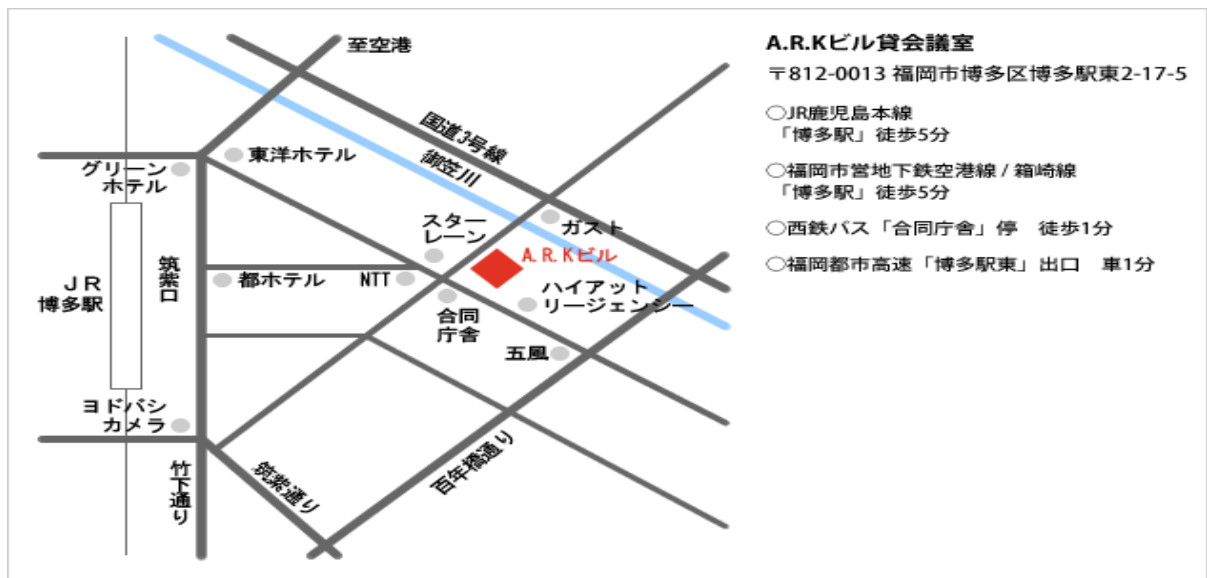 至空港
国道3号線
御笠川
東洋ホテル
グリーン
ホテル
スター
レーン
ガスト
A.R.Kビル
筑紫口
都ホテル
NTT
ハイアット
リージェンシー
JR
博多駅
合同
庁舎
五風
ヨドバシ
カメラ
竹下通り
筑紫通り
百年橋通り
A.R.Kビル貸会議室
〒812-0013 福岡市博多区博多駅東2-17-5
○JR鹿児島本線
「博多駅」徒歩5分
○福岡市営地下鉄空港線 / 箱崎線
「博多駅」徒歩5分
○西鉄バス「合同庁舎」停　徒歩1分
○福岡都市高速「博多駅東」出口　車1分